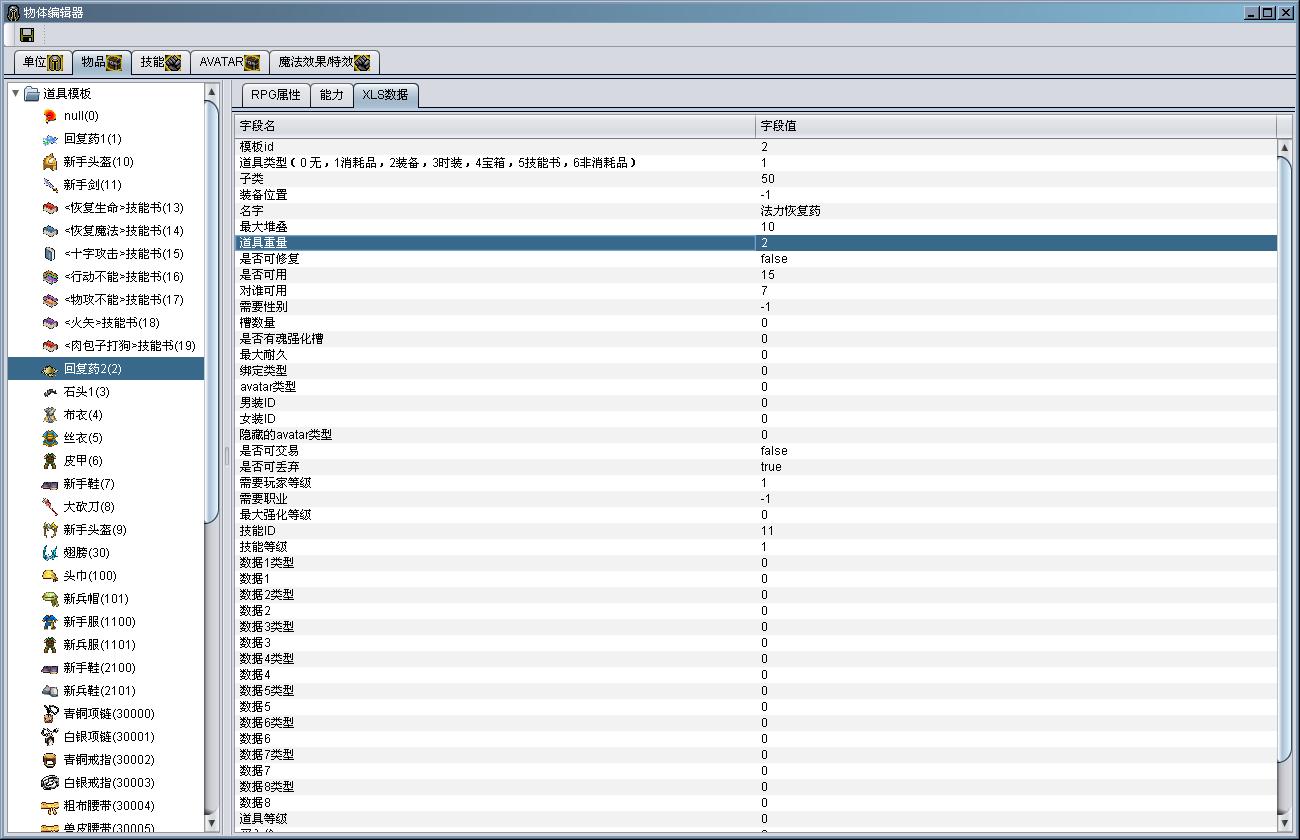 物体编辑器
单位 物品 技能 AVATAR 魔法效果/特效
道具模板
null(0)
回复药1(1)
新手头盔(10)
新手剑(11)
<恢复生命>技能书(13)
<恢复魔法>技能书(14)
<十字攻击>技能书(15)
<行动不能>技能书(16)
<物攻不能>技能书(17)
<火矢>技能书(18)
<肉包子打狗>技能书(19)
回复药2(2)
石头1(3)
布衣(4)
丝衣(5)
皮甲(6)
新手鞋(7)
大砍刀(8)
新手头盔(9)
翅膀(30)
头巾(100)
新兵帽(101)
新手服(1100)
新兵服(1101)
新手鞋(2100)
新兵鞋(2101)
青铜项链(30000)
白银项链(30001)
青铜戒指(30002)
白银戒指(30003)
粗布腰带(30004)
兽皮腰带(30005)
RPG属性 能力 XLS数据
字段名 字段值
模板id 2
道具类型（0无，1消耗品，2装备，3时装，4宝箱，5技能书，6非消耗品） 1
子类 50
装备位置 -1
名字 法力恢复药
最大堆叠 10
道具重量 2
是否可修复 false
是否可用 15
对谁可用 7
需要性别 -1
槽数量 0
是否有魂强化槽 0
最大耐久 0
绑定类型 0
avatar类型 0
男装ID 0
女装ID 0
隐藏的avatar类型 0
是否可交易 false
是否可丢弃 true
需要玩家等级 1
需要职业 -1
最大强化等级 0
技能ID 11
技能等级 1
数据1类型 0
数据1 0
数据2类型 0
数据2 0
数据3类型 0
数据3 0
数据4类型 0
数据4 0
数据5类型 0
数据5 0
数据6类型 0
数据6 0
数据7类型 0
数据7 0
数据8类型 0
数据8 0
道具等级 0